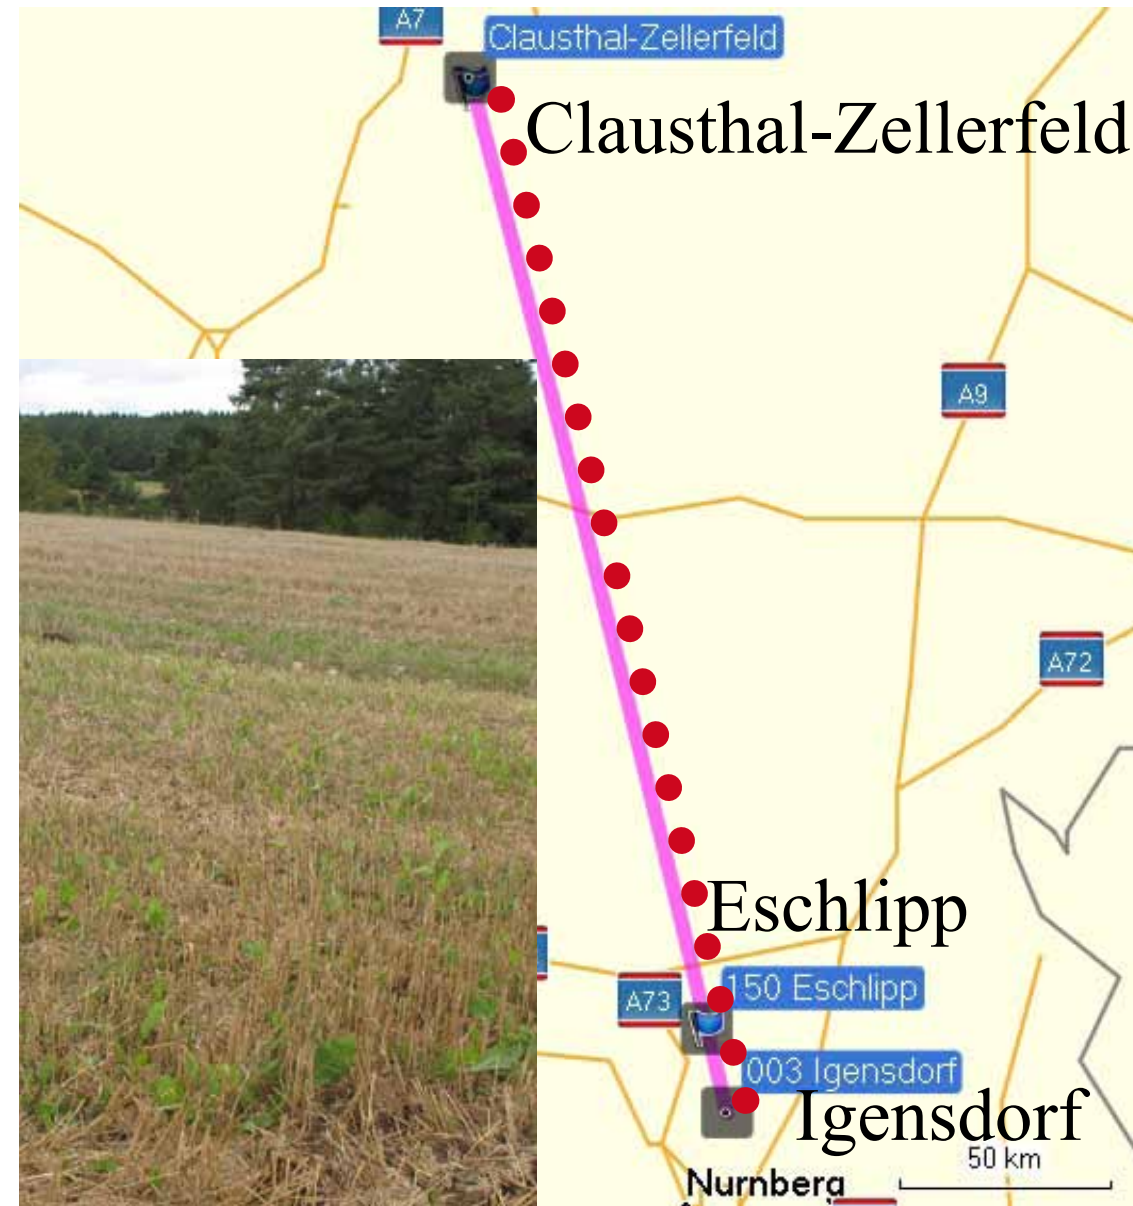 A7
Clausthal-Zellerfeld
Clausthal-Zellerfeld
A9
A72
Eschlipp
150 Eschlipp
A73
003 Igensdorf
Igensdorf
50 km
Nurnberg